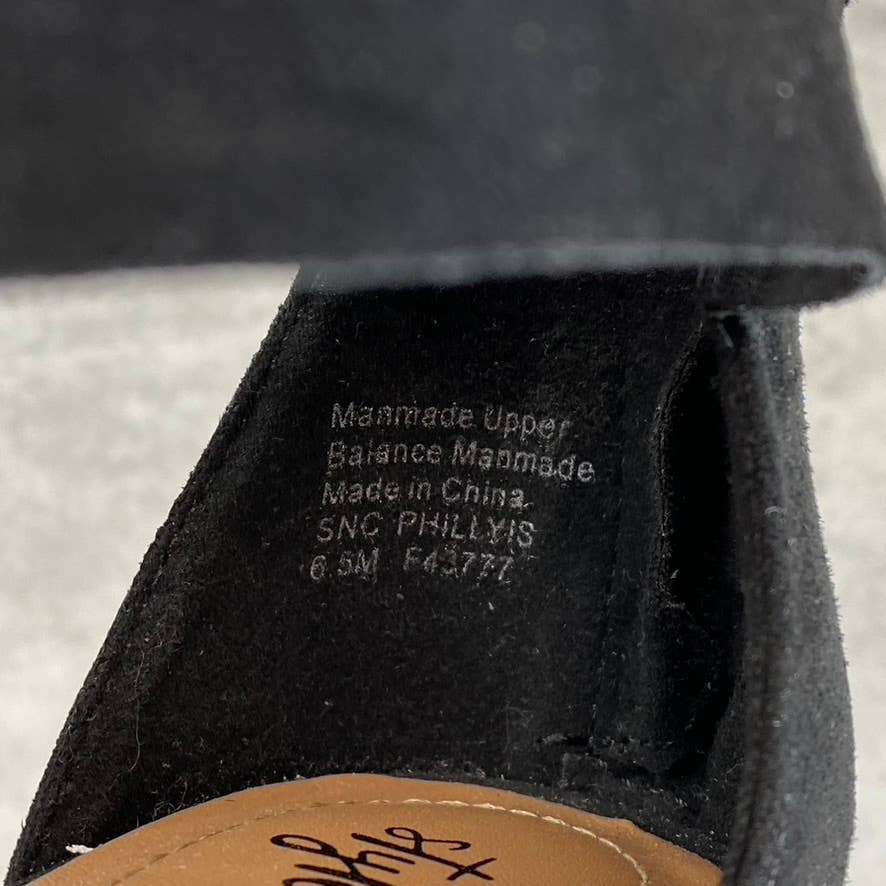 Manmade Upper
Balance Manmade
Made in China.
SNC PHILLYIS
6.5M F43777